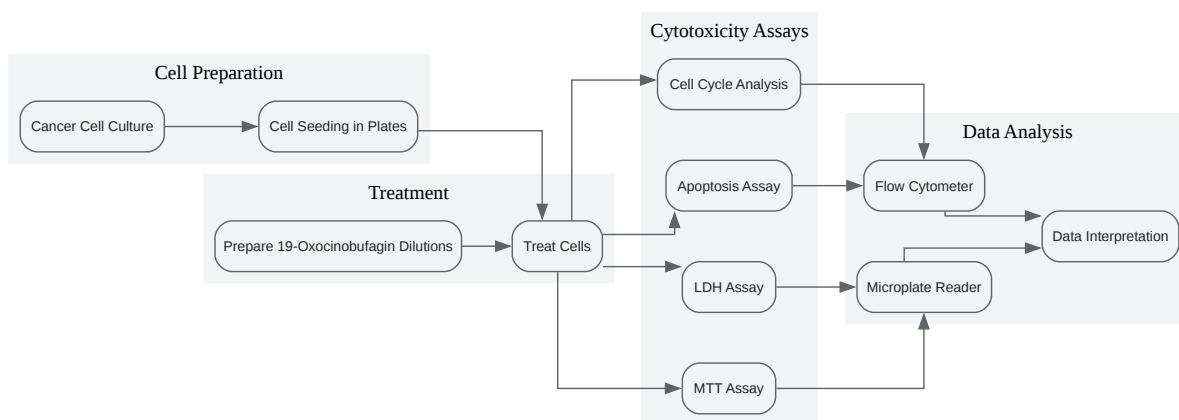 Cell Preparation
Cancer Cell Culture
Cell Seeding in Plates
Treatment
Prepare 19-Oxocinobufagin Dilutions
Treat Cells
Cytotoxicity Assays
Cell Cycle Analysis
Apoptosis Assay
LDH Assay
MTT Assay
Data Analysis
Flow Cytometer
Microplate Reader
Data Interpretation